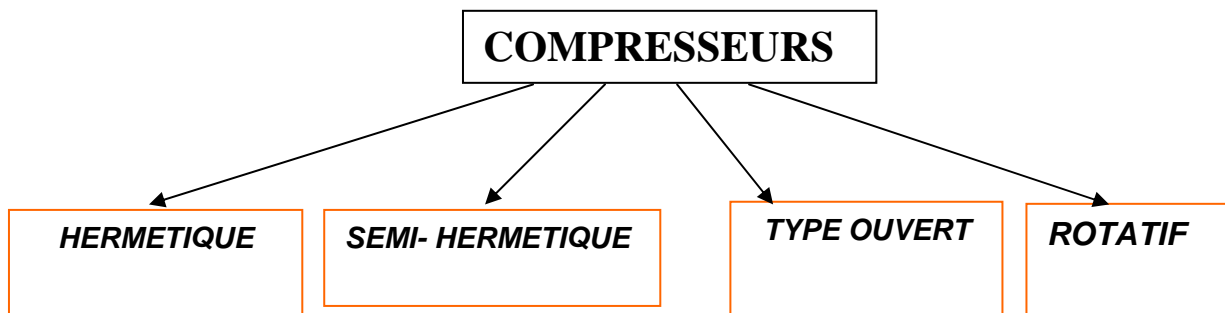 COMPRESSEURS
HERMETIQUE
SEMI- HERMETIQUE
TYPE OUVERT
ROTATIF